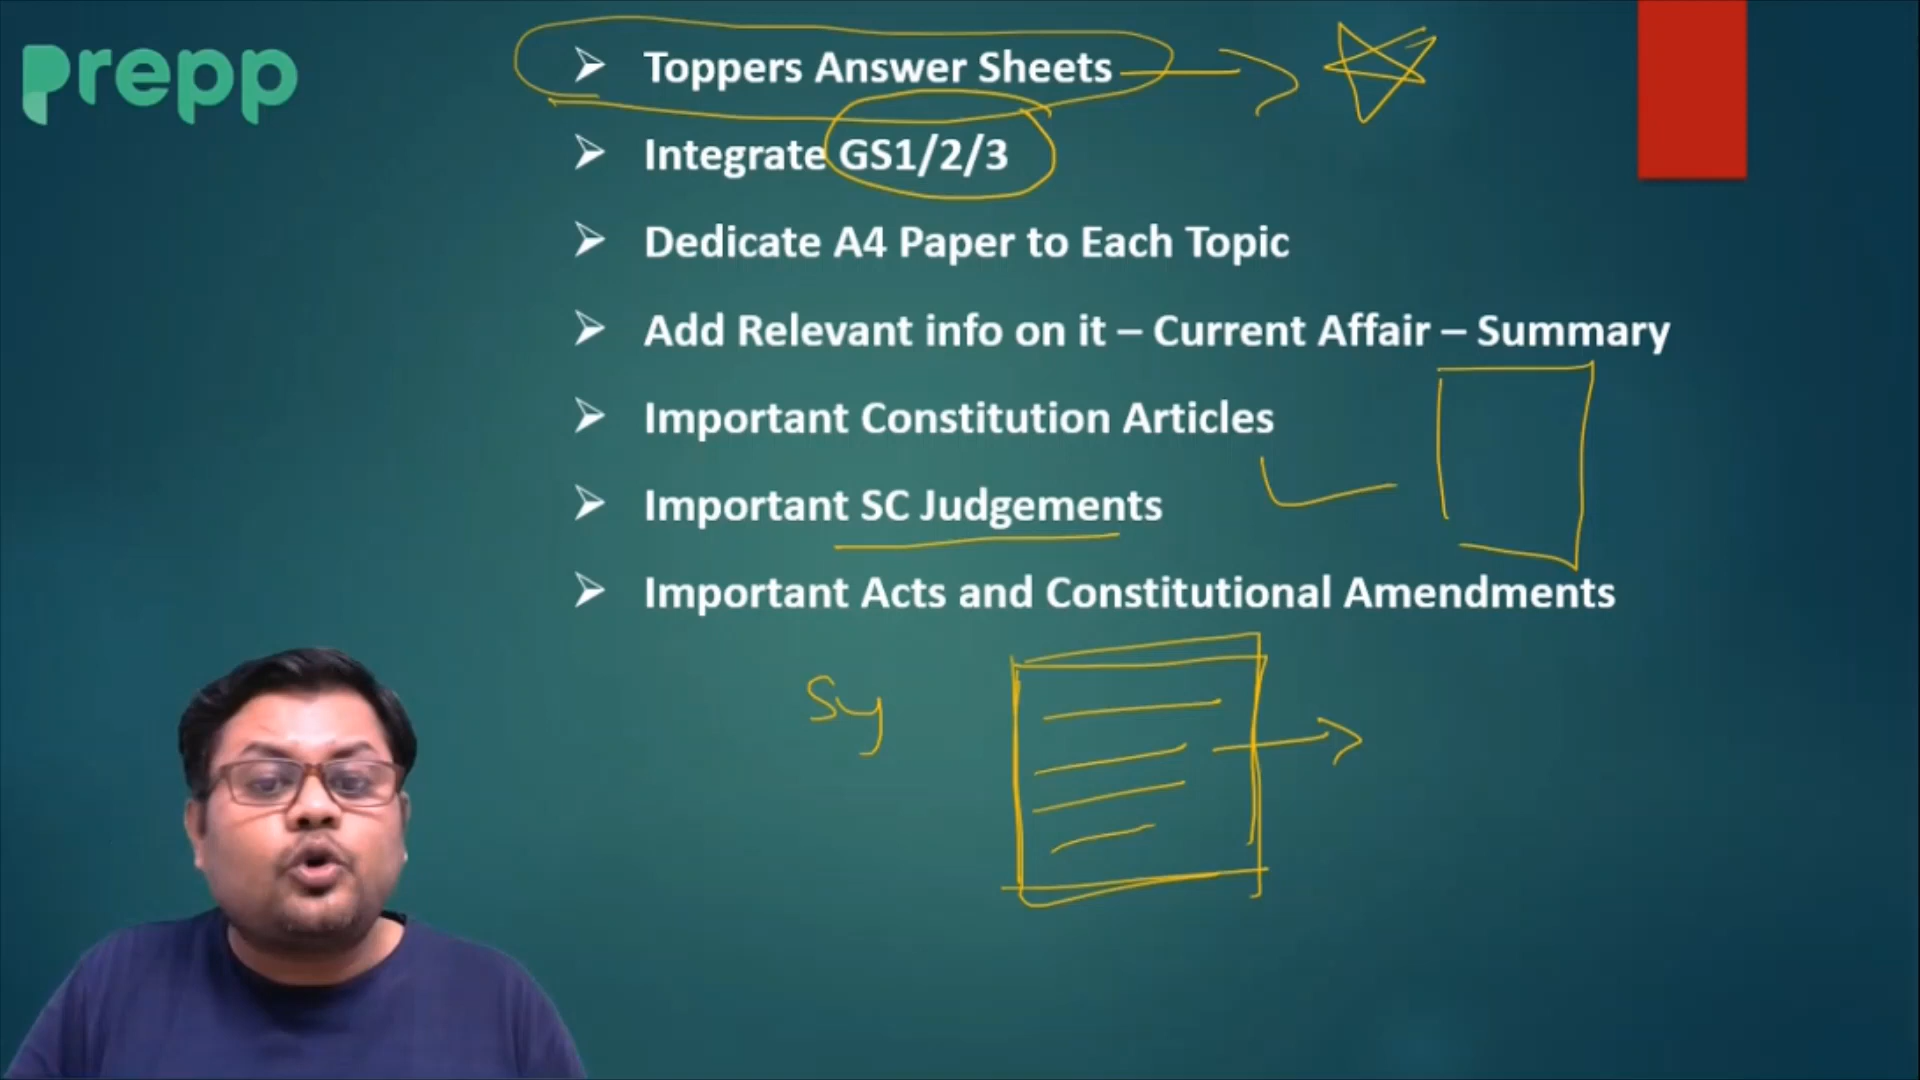 prepp
➢ Toppers Answer Sheets
➢ Integrate GS1/2/3
➢ Dedicate A4 Paper to Each Topic
➢ Add Relevant info on it – Current Affair – Summary
➢ Important Constitution Articles
➢ Important SC Judgements
➢ Important Acts and Constitutional Amendments
Sy